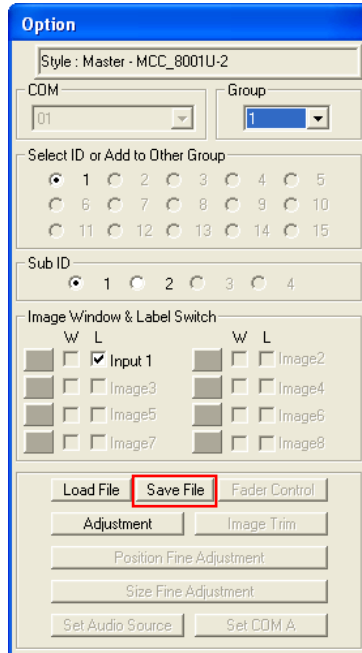 Option
Style : Master - MCC_8001U-2
COM
Group
01
1
Select ID or Add to Other Group
1 2 3 4 5
6 7 8 9 10
11 12 13 14 15
Sub ID
1 2 3 4
Image Window & Label Switch
W L W L
Input 1 Image2
Image3 Image4
Image5 Image6
Image7 Image8
Load File Save File Fader Control
Adjustment Image Trim
Position Fine Adjustment
Size Fine Adjustment
Set Audio Source Set COM A